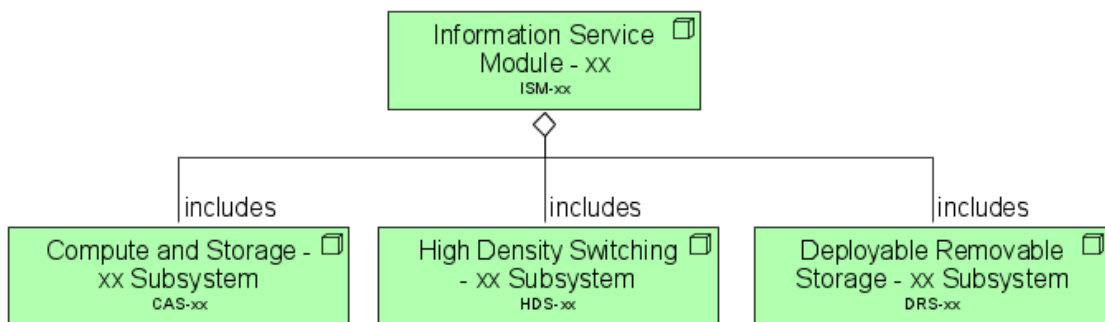 Information Service
Module - xx
ISM-xx
includes
includes
includes
Compute and Storage -
xx Subsystem
CAS-xx
High Density Switching
- xx Subsystem
HDS-xx
Deployable Removable
Storage - xx Subsystem
DRS-xx